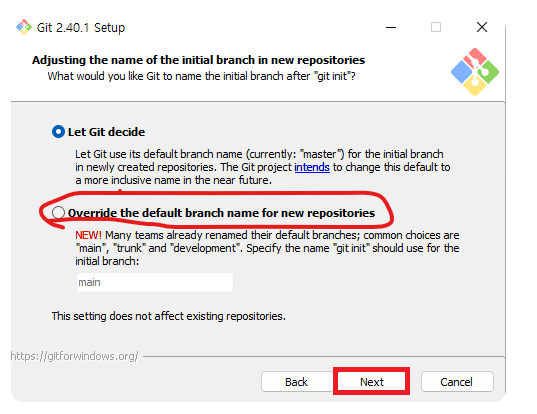 Git 2.40.1 Setup
Adjusting the name of the initial branch in new repositories
What would you like Git to name the initial branch after "git init"?
Let Git decide
Let Git use its default branch name (currently: "master") for the initial branch
in newly created repositories. The Git project intends to change this default to
a more inclusive name in the near future.
Override the default branch name for new repositories
NEW! Many teams already renamed their default branches; common choices are
"main", "trunk" and "development". Specify the name "git init" should use for the
initial branch:
main
This setting does not affect existing repositories.
https://gitforwindows.org/
Back
Next
Cancel